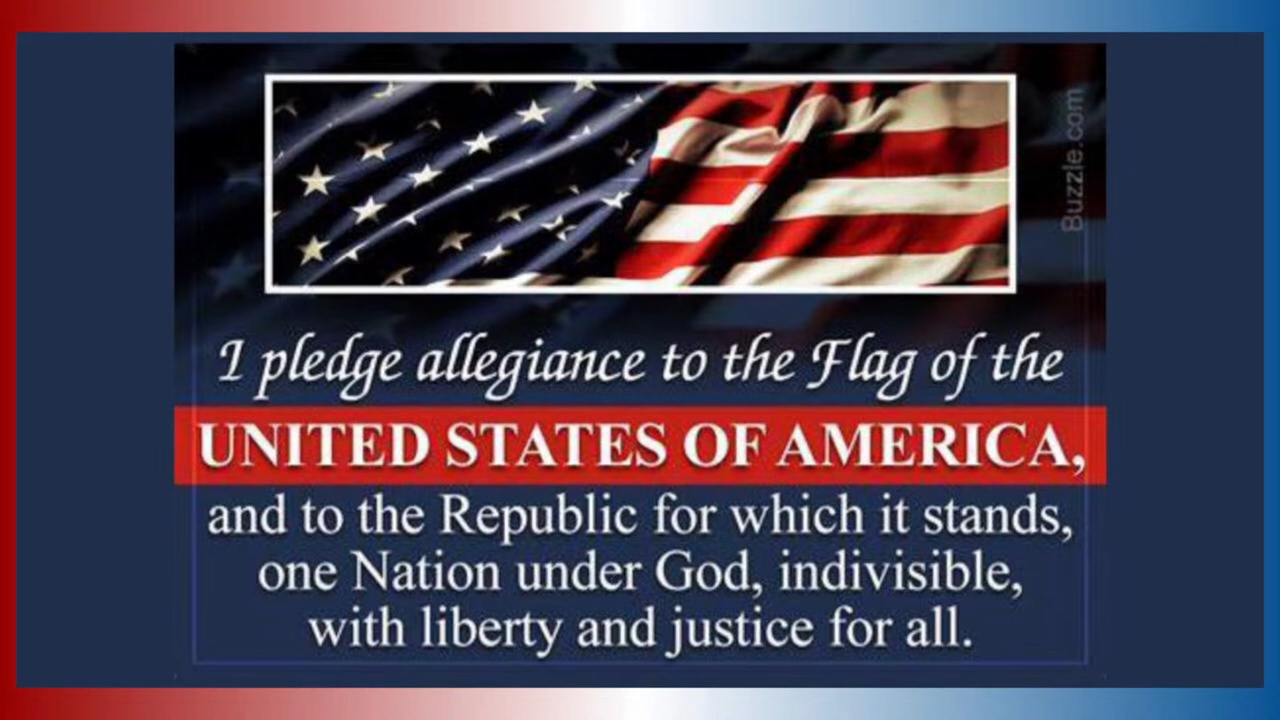 Buzzle.com
I pledge allegiance to the Flag of the
UNITED STATES OF AMERICA,
and to the Republic for which it stands,
one Nation under God, indivisible,
with liberty and justice for all.